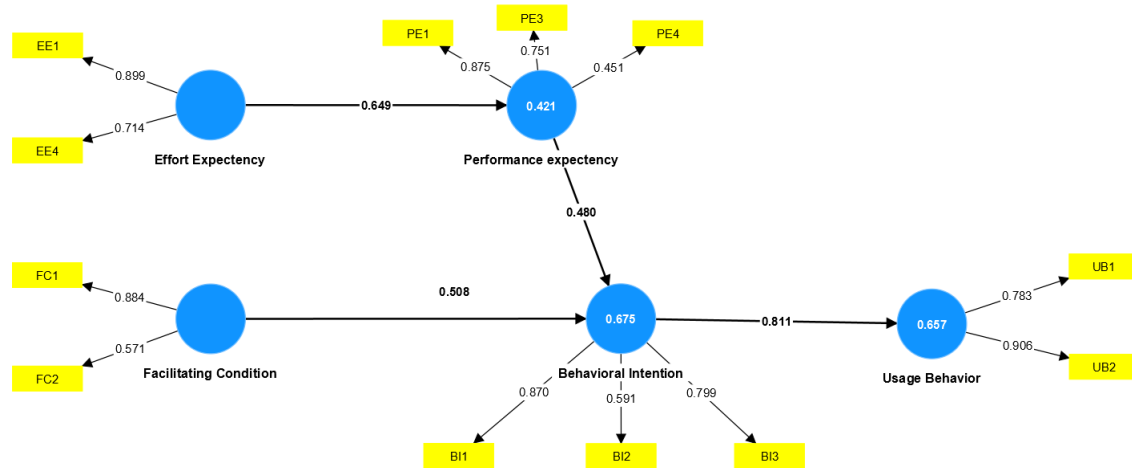 PE3
PE1
PE4
EE1
0.751
0.875
0.451
0.899
0.649
0.421
0.714
EE4
Effort Expectency
Performance expectency
0.480
FC1
UB1
0.884
0.508
0.783
0.675
0.811
0.657
0.571
0.906
FC2
Facilitating Condition
Behavioral Intention
Usage Behavior
UB2
0.870
0.591
0.799
BI1
BI2
BI3